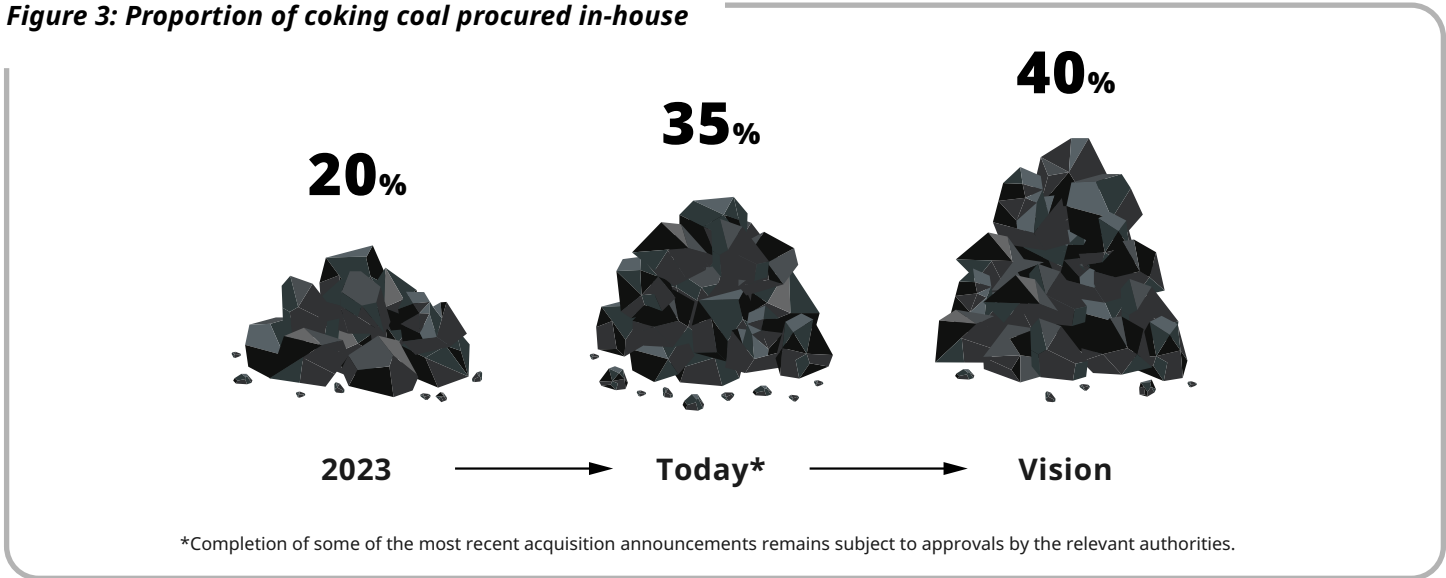 Figure 3: Proportion of coking coal procured in-house
20%
35%
40%
2023
Today*
Vision
*Completion of some of the most recent acquisition announcements remains subject to approvals by the relevant authorities.